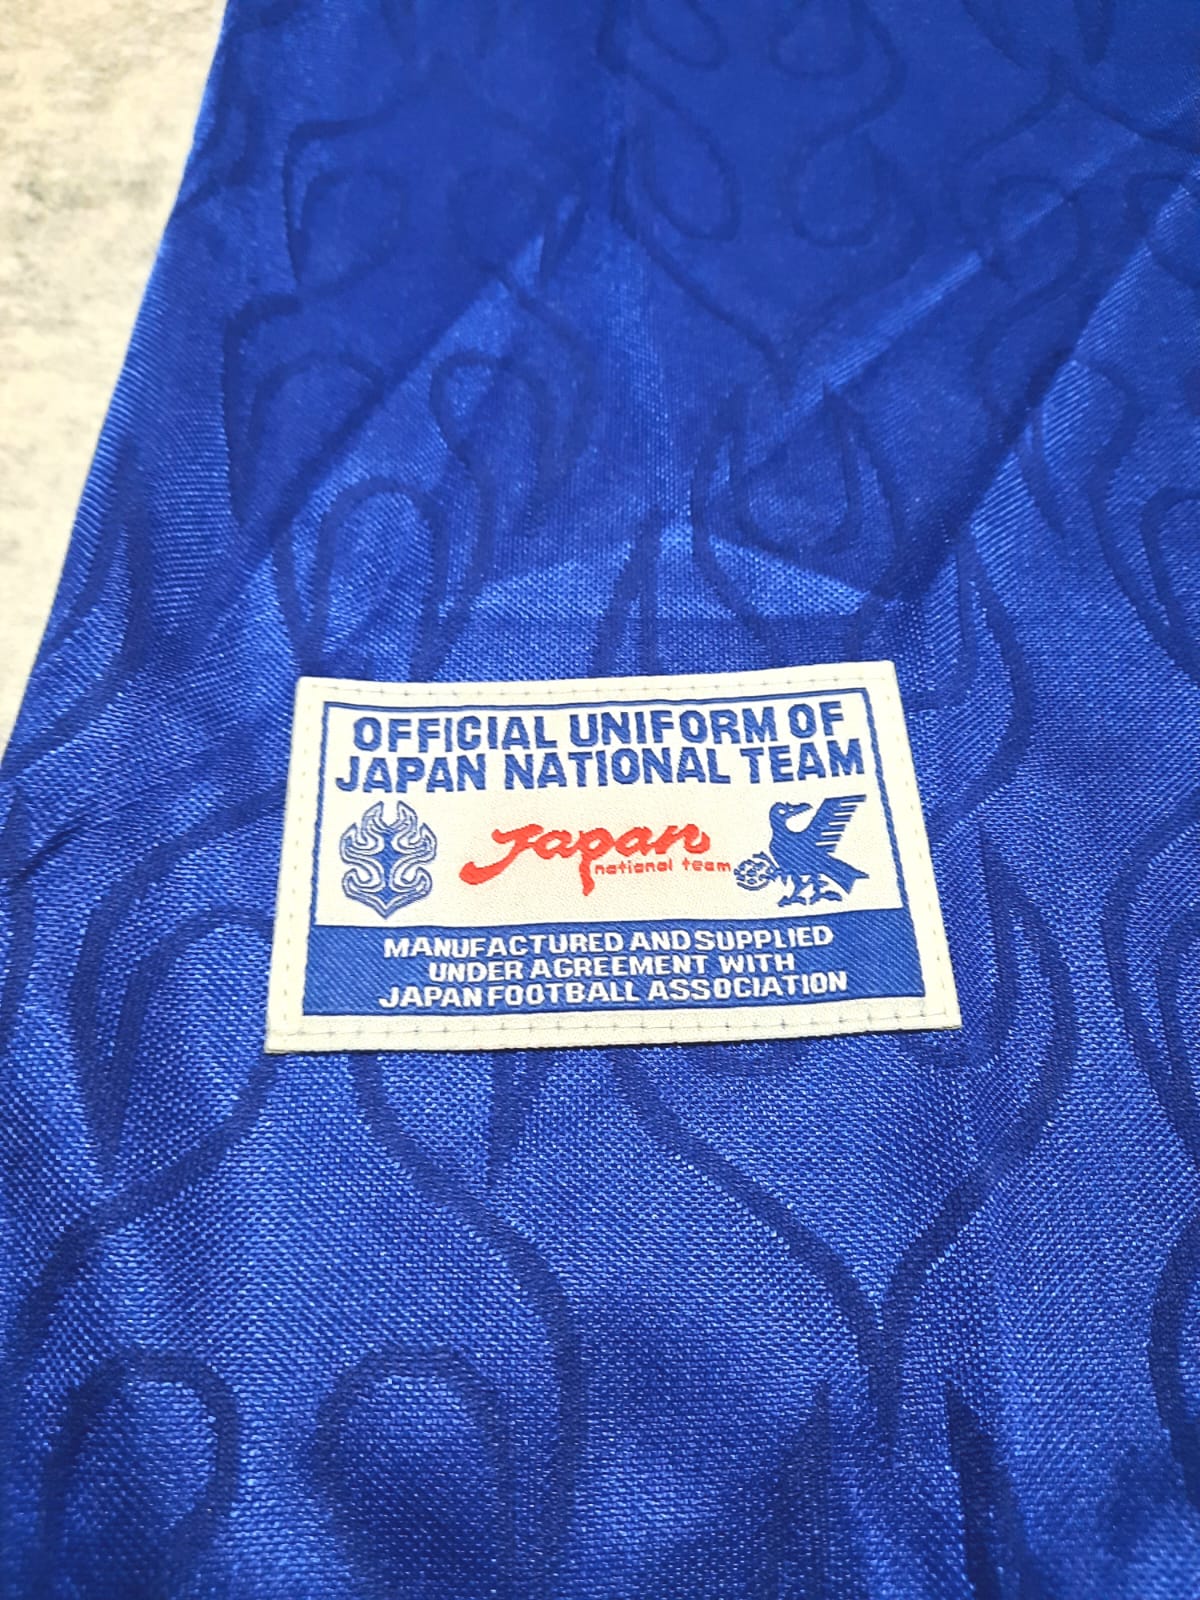 OFFICIAL UNIFORM OF
JAPAN NATIONAL TEAM
Japan
national team
MANUFACTURED AND SUPPLIED
UNDER AGREEMENT WITH
JAPAN FOOTBALL ASSOCIATION